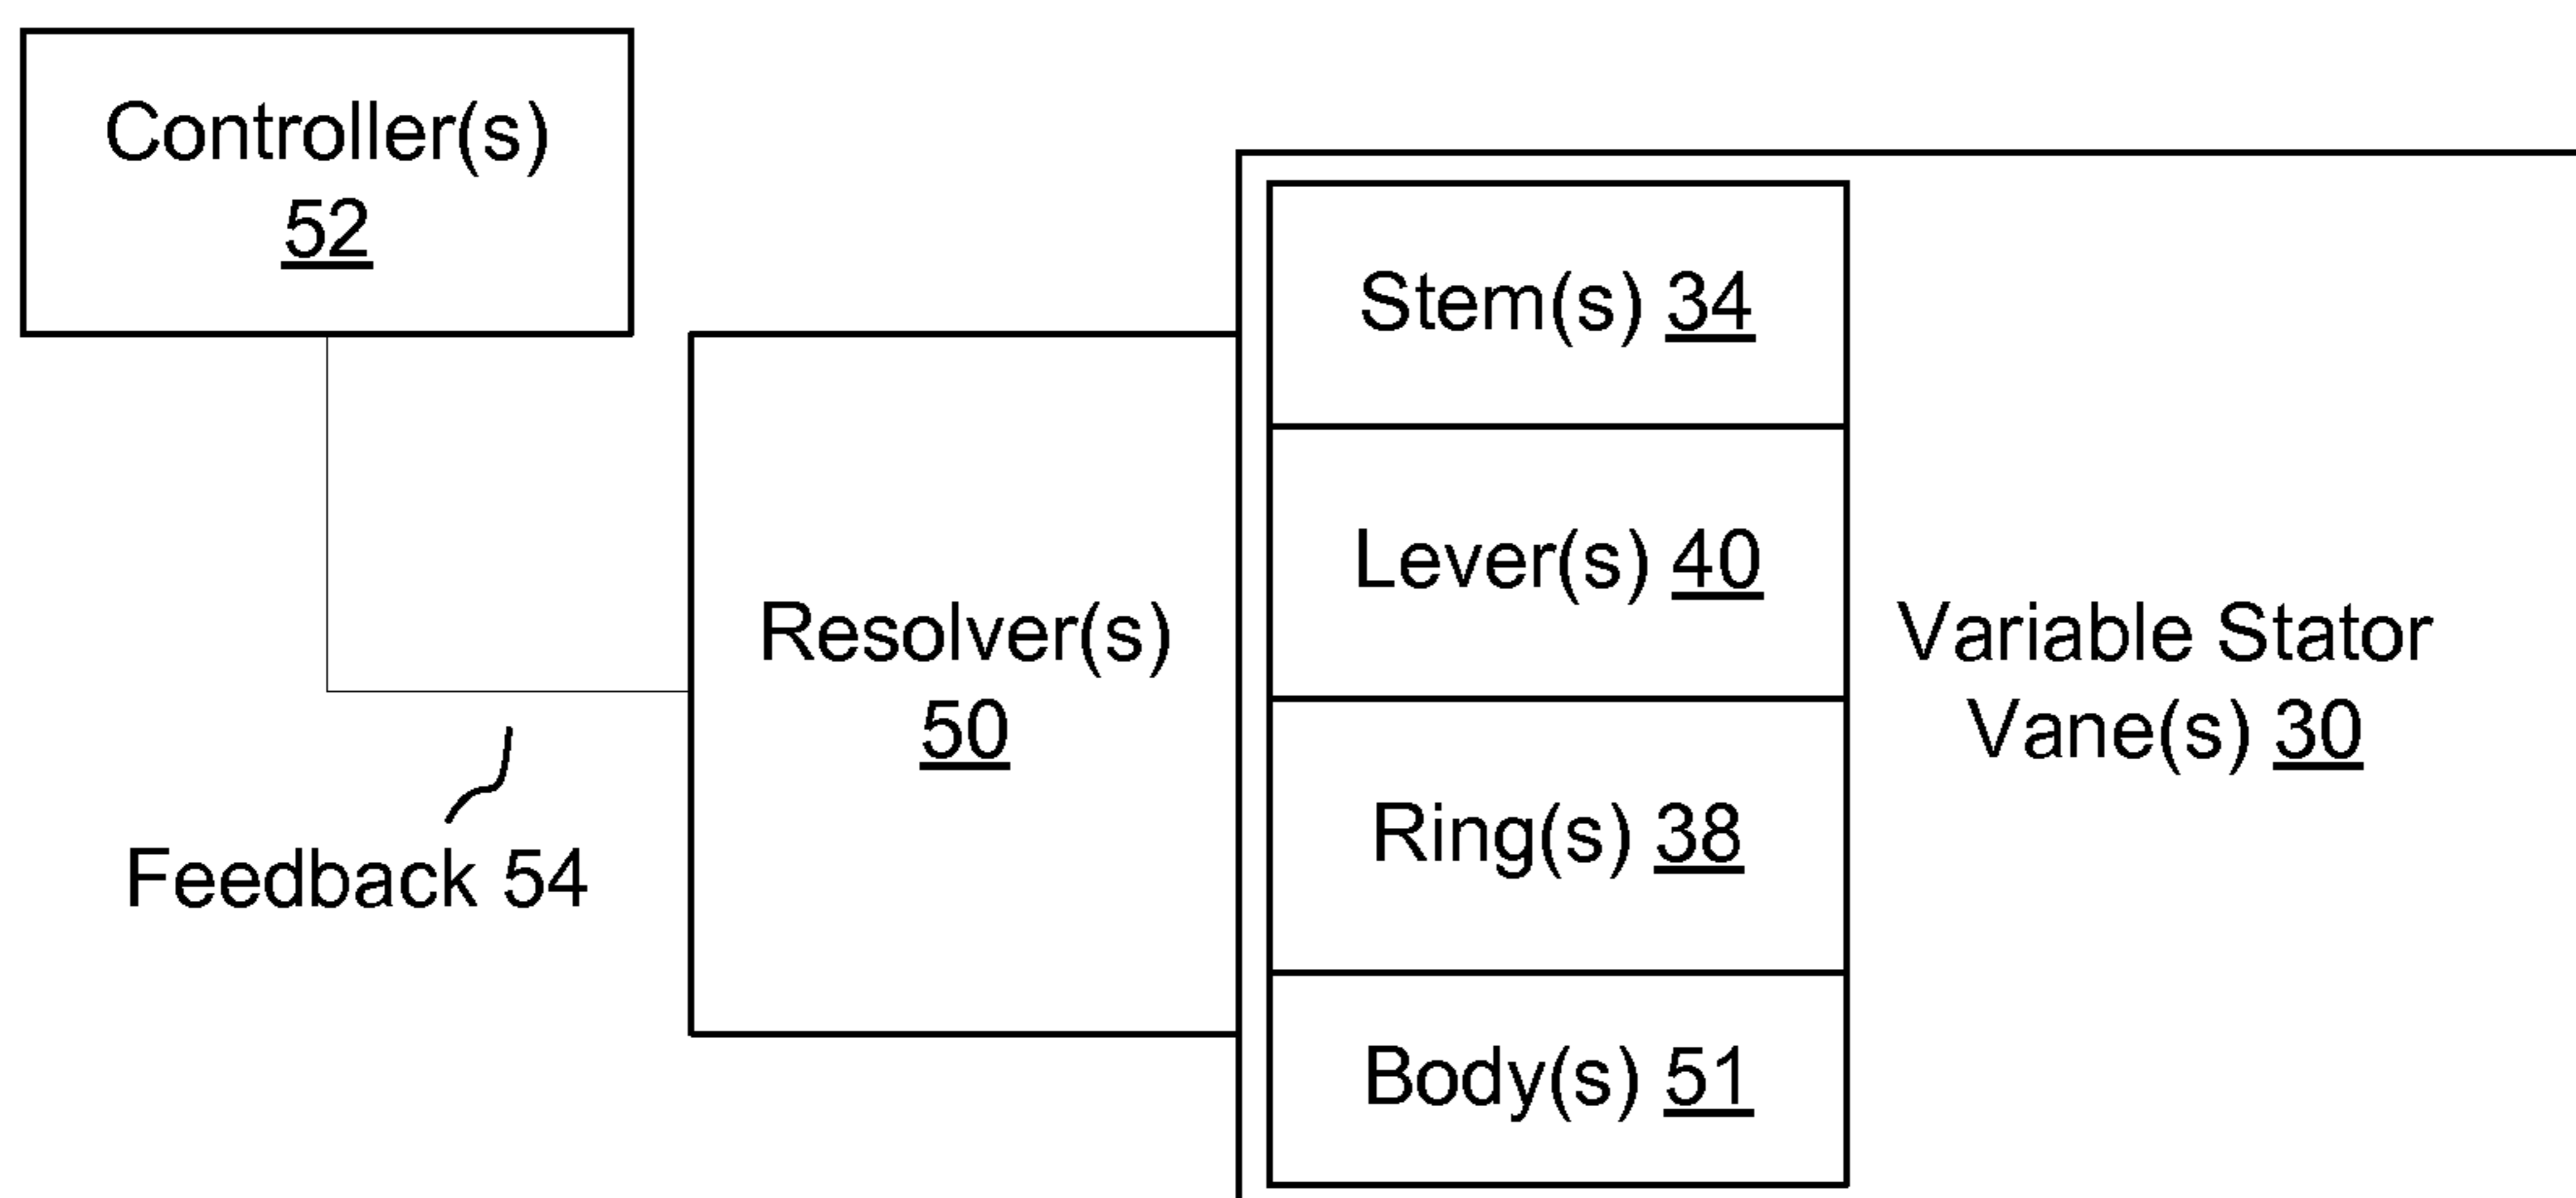 Controller(s)
52
Stem(s) 34
Lever(s) 40
Resolver(s)
50
Variable Stator
Vane(s) 30
Ring(s) 38
Feedback 54
Body(s) 51